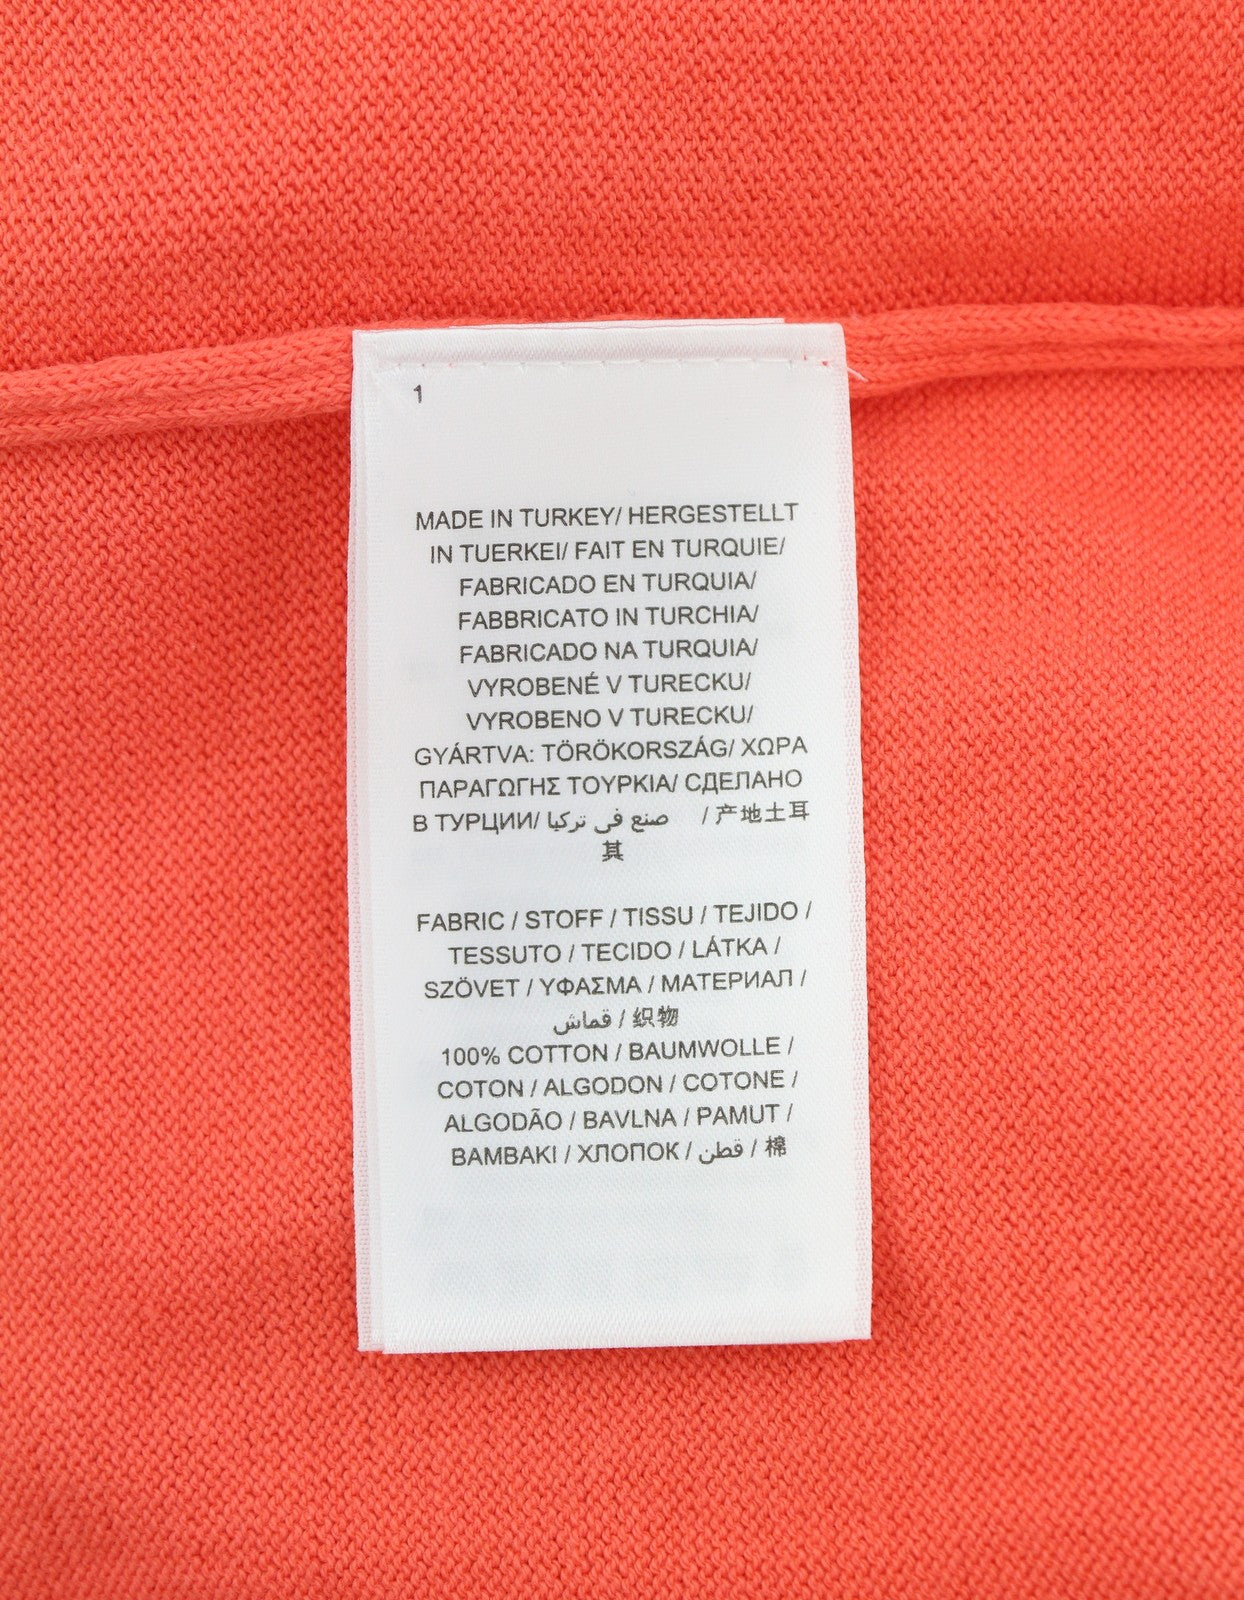 1
MADE IN TURKEY/ HERGESTELLT
IN TUERKEI/ FAIT EN TURQUIE/
FABRICADO EN TURQUIA/
FABBRICATO IN TURCHIA/
FABRICADO NA TURQUIA/
VYROBENÉ V TURECKU/
VYROBENO V TURECKU/
GYÁRTVA: TÖRÖKORSZÁG/ ΧΩΡΑ
ΠΑΡΑΓΩΓΗΣ ΤΟΥΡΚΙΑ/ СДЕЛАНО
В ТУРЦИИ/ صنع في تركيا / 产地土耳
其
FABRIC / STOFF / TISSU / TEJIDO /
TESSUTO / TECIDO / LÁTKA /
SZÖVET / ΥΦΑΣΜΑ / МАТЕРИАЛ /
قماش / 织物
100% COTTON / BAUMWOLLE /
COTON / ALGODON / COTONE /
ALGODÃO / BAVLNA / PAMUT /
BAMBAKI / ХЛОПОК / قطن / 棉